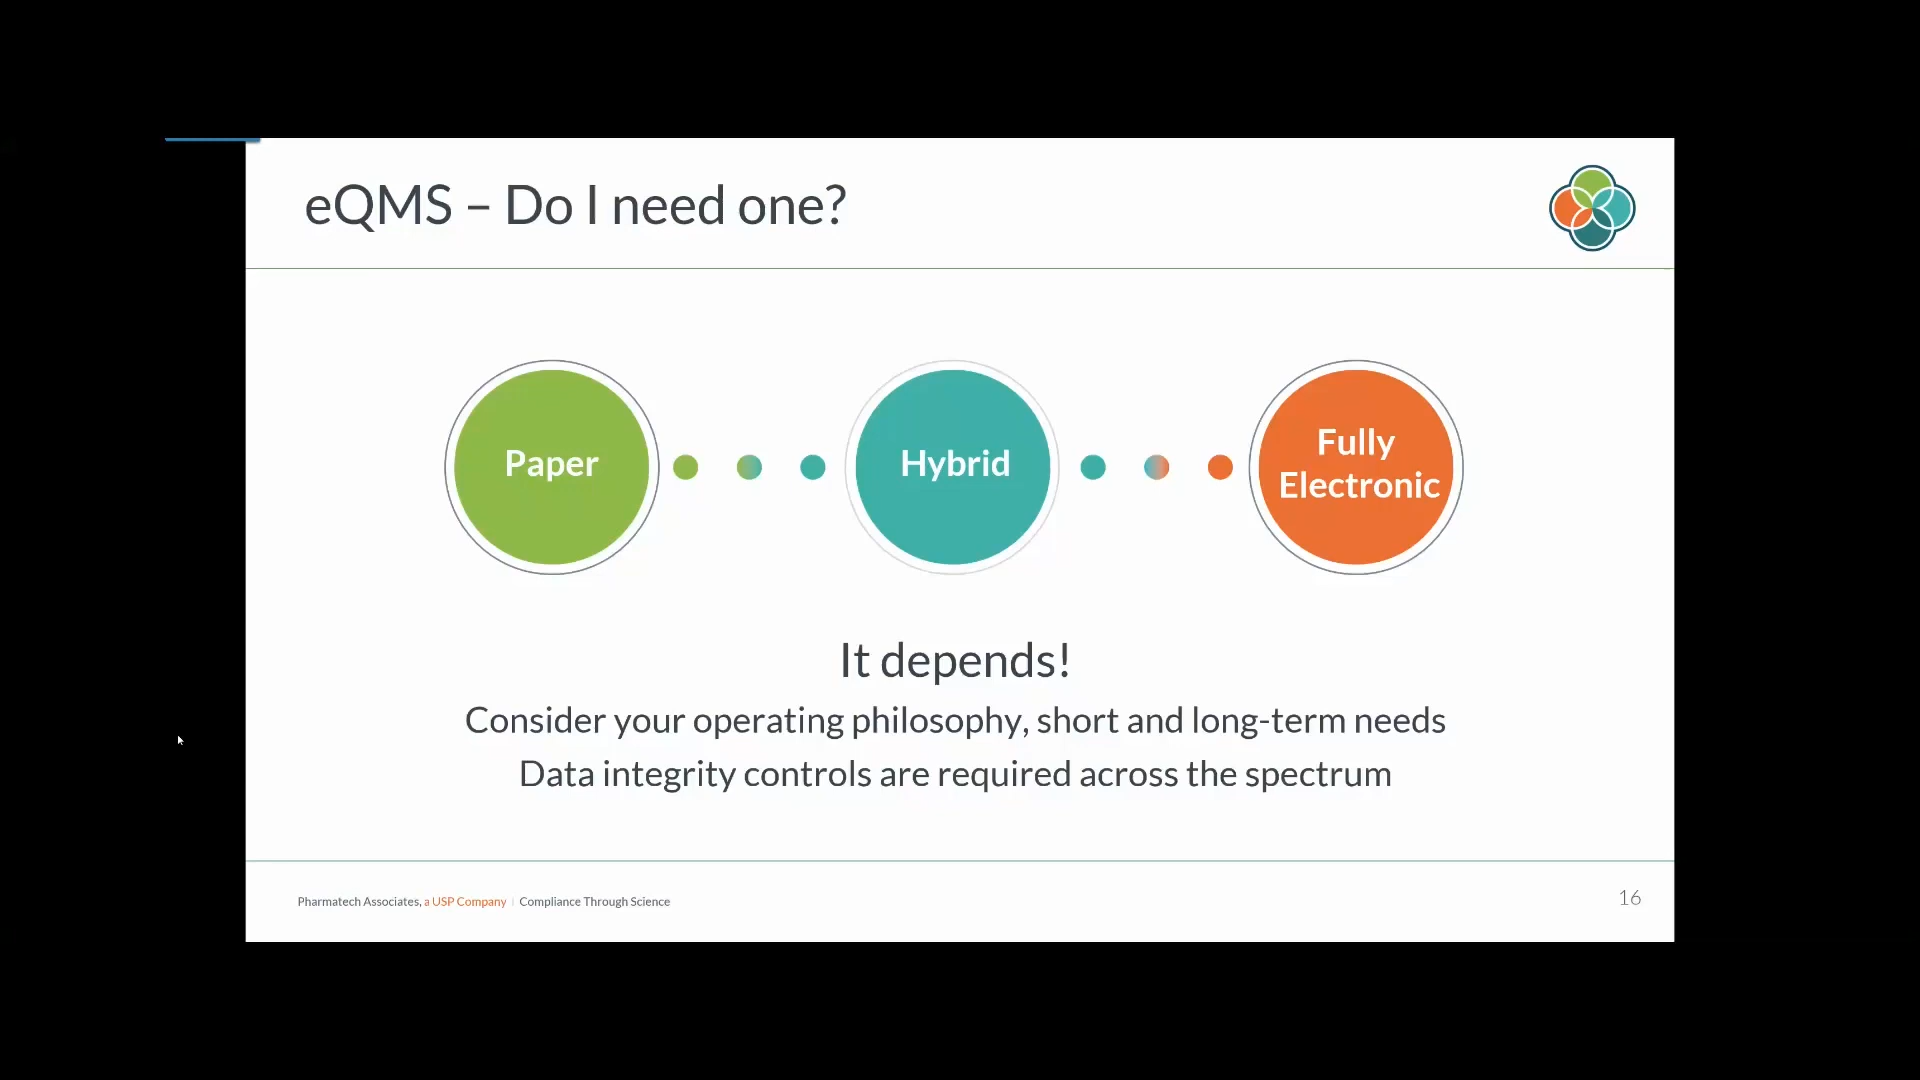 eQMS – Do I need one?
Paper
Hybrid
Fully
Electronic
It depends!
Consider your operating philosophy, short and long-term needs
Data integrity controls are required across the spectrum
Pharmatech Associates, a USP Company | Compliance Through Science
16